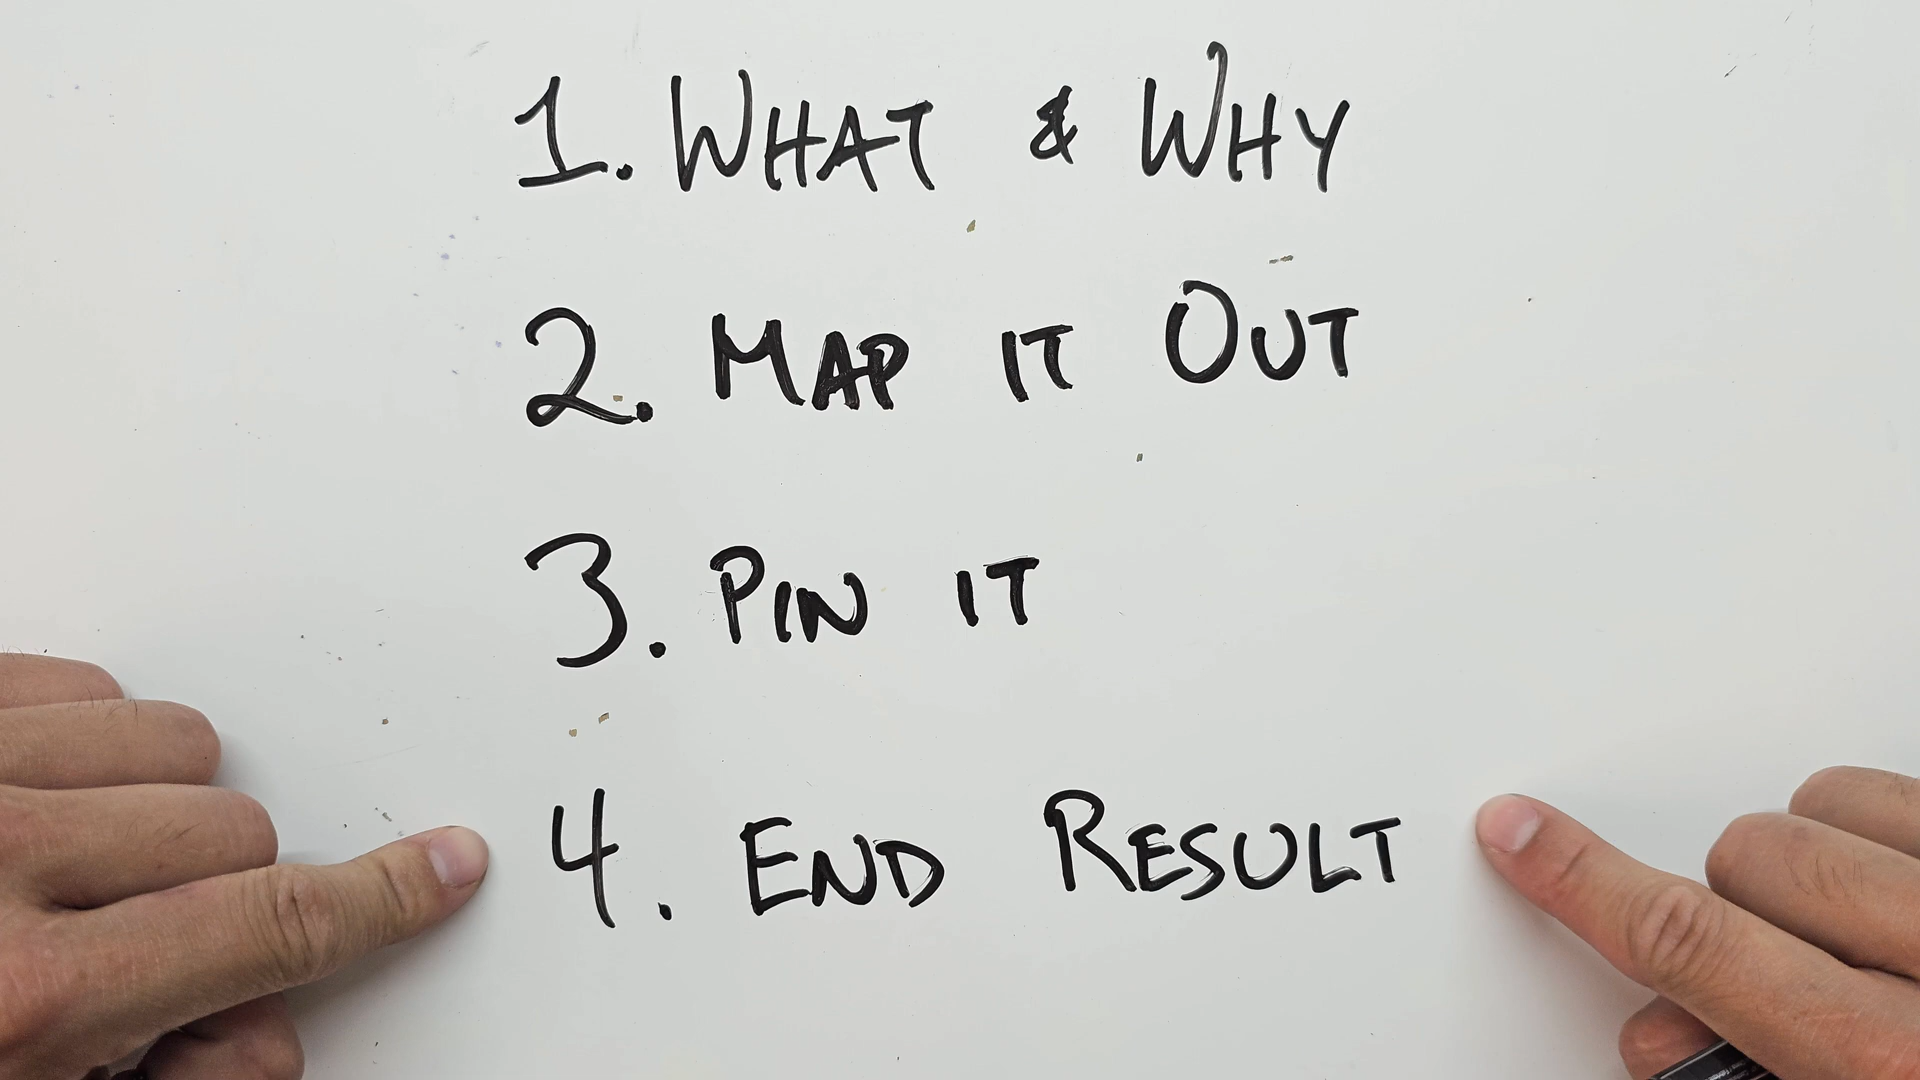 1. WHAT & WHY
2. MAP IT OUT
3. PIN IT
4. END RESULT